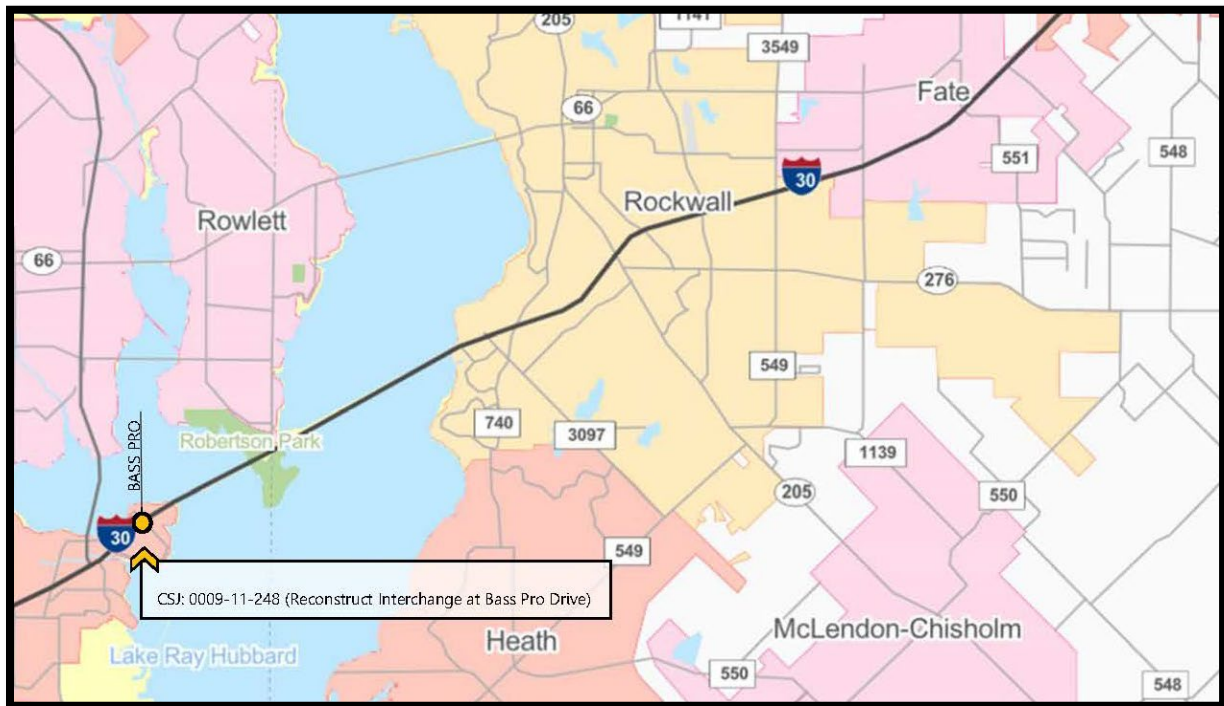 205
1141
3549
66
Fate
551
548
30
Rockwall
Rowlett
66
276
549
740
3097
Robertson Park
BASS PRO
1139
205
550
30
549
CSJ: 0009-11-248 (Reconstruct Interchange at Bass Pro Drive)
Heath
McLendon-Chisholm
Lake Ray Hubbard
550
548